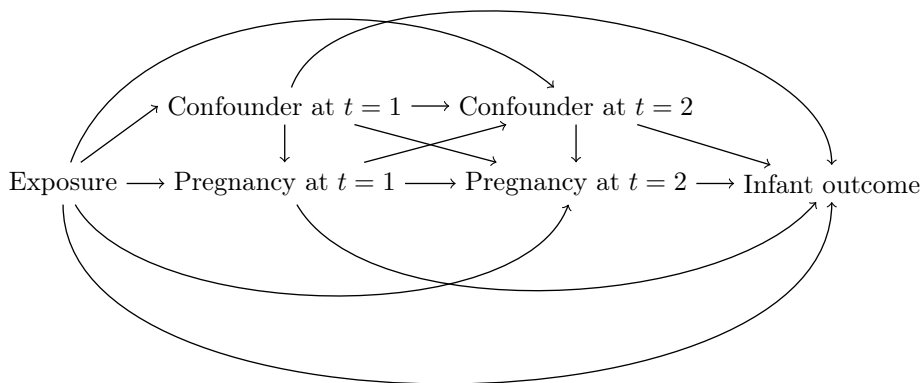 Confounder at t = 1
Confounder at t = 2
Exposure
Pregnancy at t = 1
Pregnancy at t = 2
Infant outcome